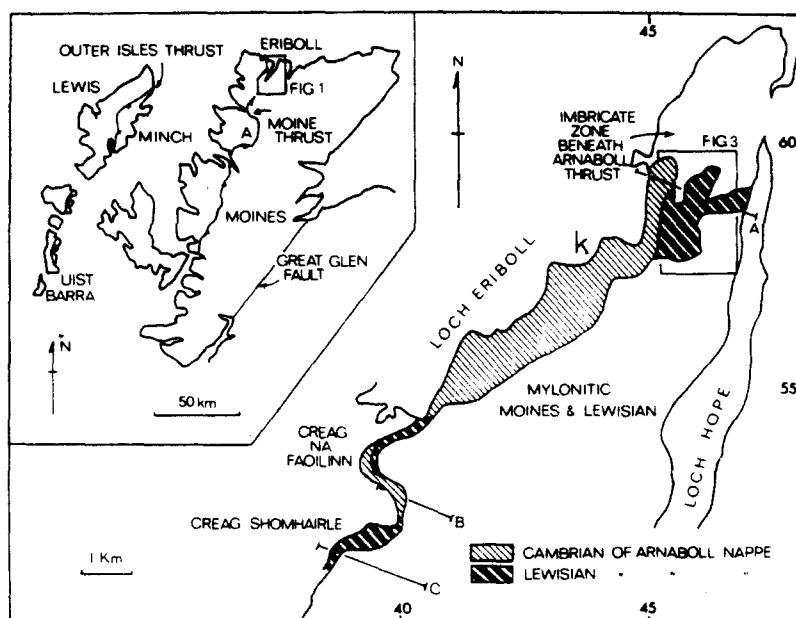 45
OUTER ISLES THRUST
ERIBOLL
LEWIS
FIG 1
MINCH
A
MOINE
THRUST
MOINES
UIST
BARRA
GREAT GLEN
FAULT
N
50 km
N
IMBRICATE
ZONE
BENEATH
ARNABOLL
THRUST
FIG 3
60
A
k
LOCH ERIBOLL
MYLONITIC
MOINES & LEWISIAN
55
LOCH HOPE
CREAG
NA
FAOILINN
CREAG SHOMHAIRLE
B
1 Km
C
CAMBRIAN OF ARNABOLL NAPPE
LEWISIAN " " "
40
45